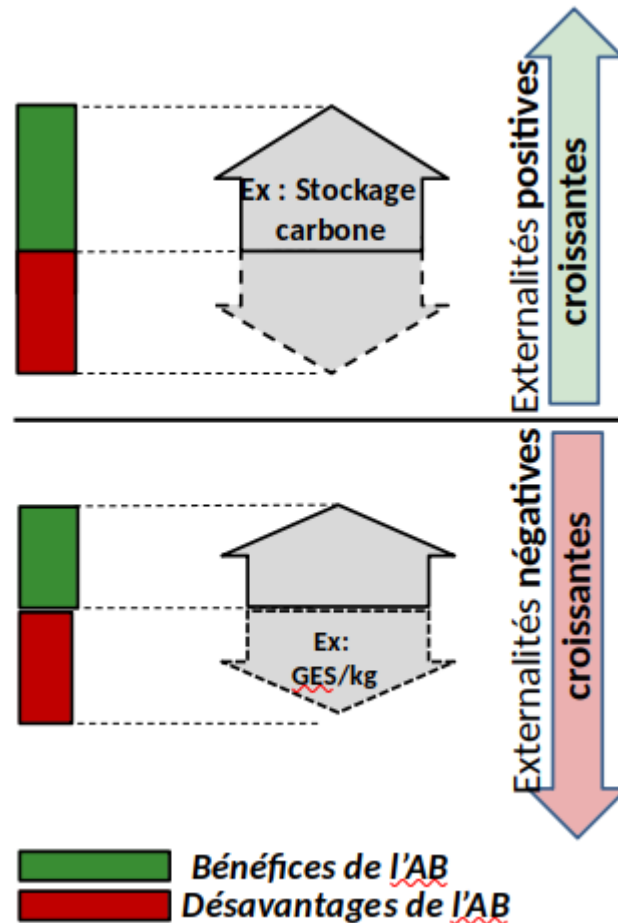 Ex : Stockage
carbone
Externalités positives
croissantes
Ex:
GES/kg
Externalités négatives
croissantes
Bénéfices de l'AB
Désavantages de l'AB